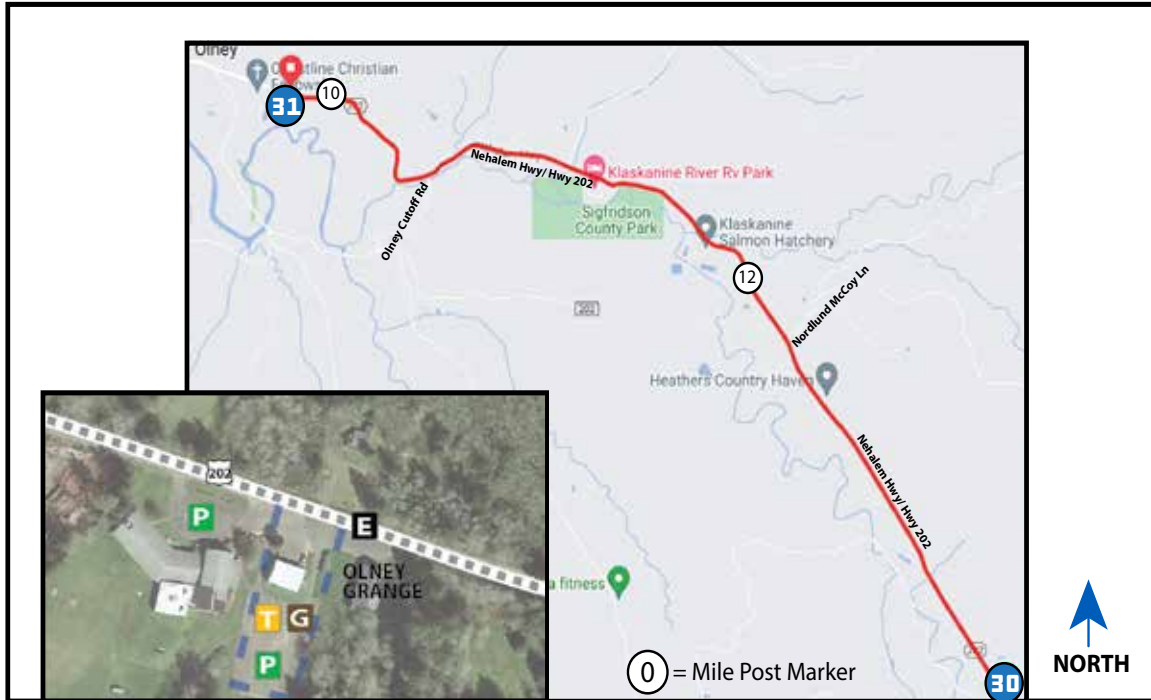 Olney
Christian
31
10
Nehalem Hwy/ Hwy 202
Klaskanine River Rv Park
Olney Cutoff Rd
Sigfridson
County Park
Klaskanine
Salmon Hatchery
12
Nordlund McCoy Ln
202
Heathers Country Haven
Nehalem Hwy/ Hwy 202
202
P
E
OLNEY
GRANGE
T G
P
a fitness
0 = Mile Post Marker
30
NORTH